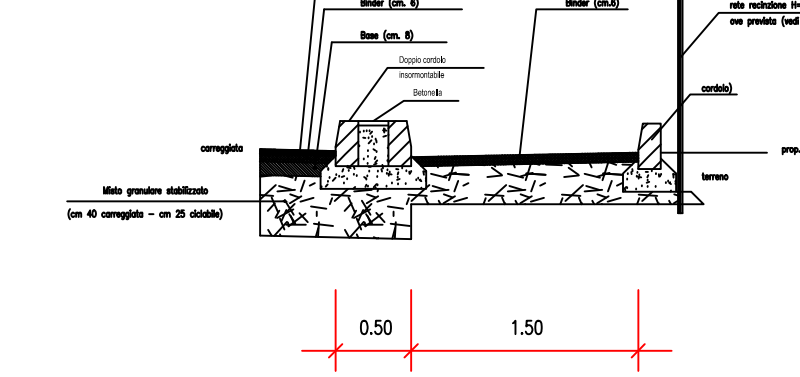 Binder (cm. 6)
Binder (cm.6)
rete recinzione H=
ove prevista (vedi
Base (cm. 8)
Doppio cordolo
insormontabile
Betonella
cordolo)
carreggiata
prop.
terreno
Misto granulare stabilizzato
(cm 40 carreggiata - cm 25 ciclabile)
0.50
1.50